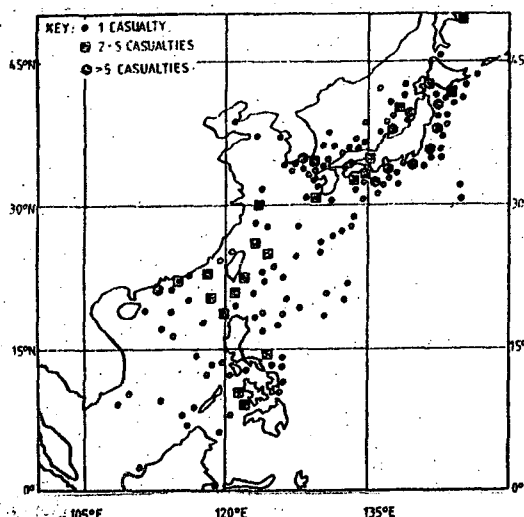 KEY: • 1 CASUALTY
2-5 CASUALTIES
>5 CASUALTIES
45°N
45°
30°N
30°
15°N
15°
0°
0°
105°E
120°E
135°E